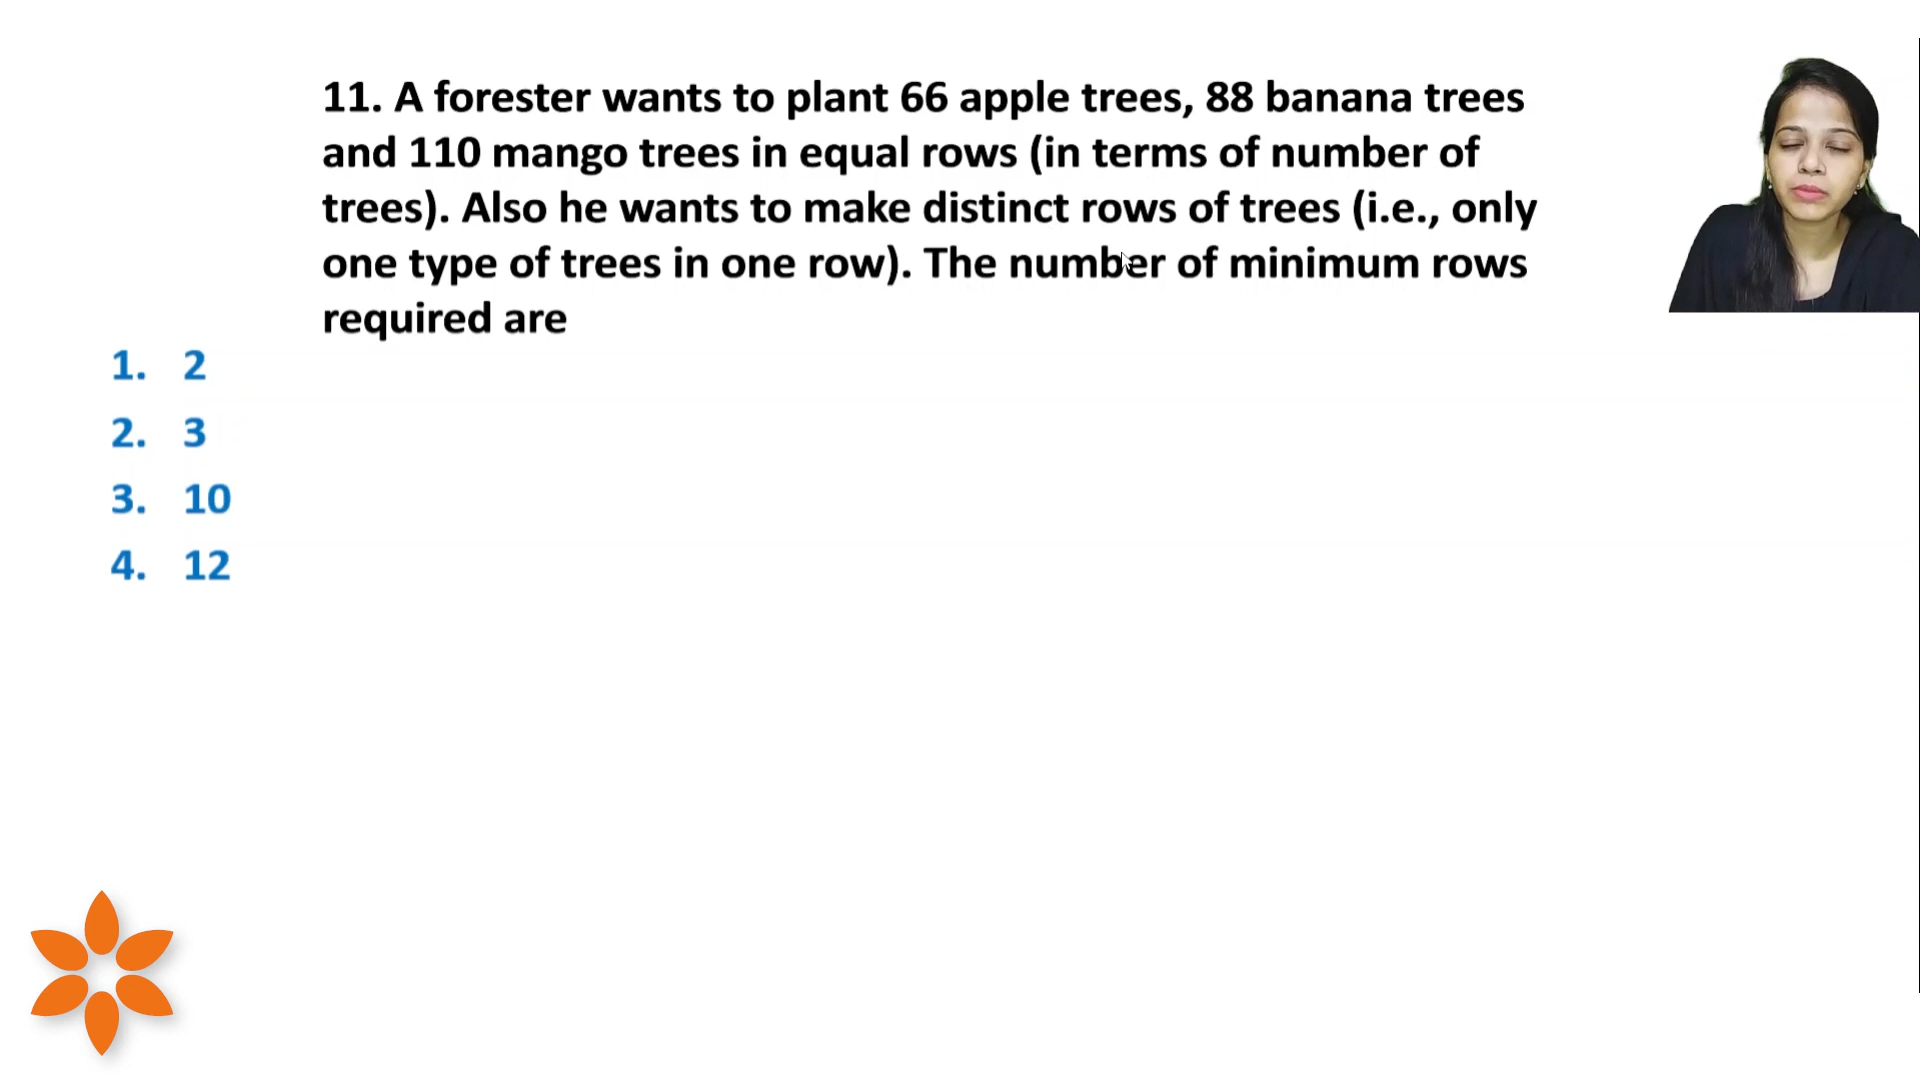 11. A forester wants to plant 66 apple trees, 88 banana trees
and 110 mango trees in equal rows (in terms of number of
trees). Also he wants to make distinct rows of trees (i.e., only
one type of trees in one row). The number of minimum rows
required are
1. 2
2. 3
3. 10
4. 12